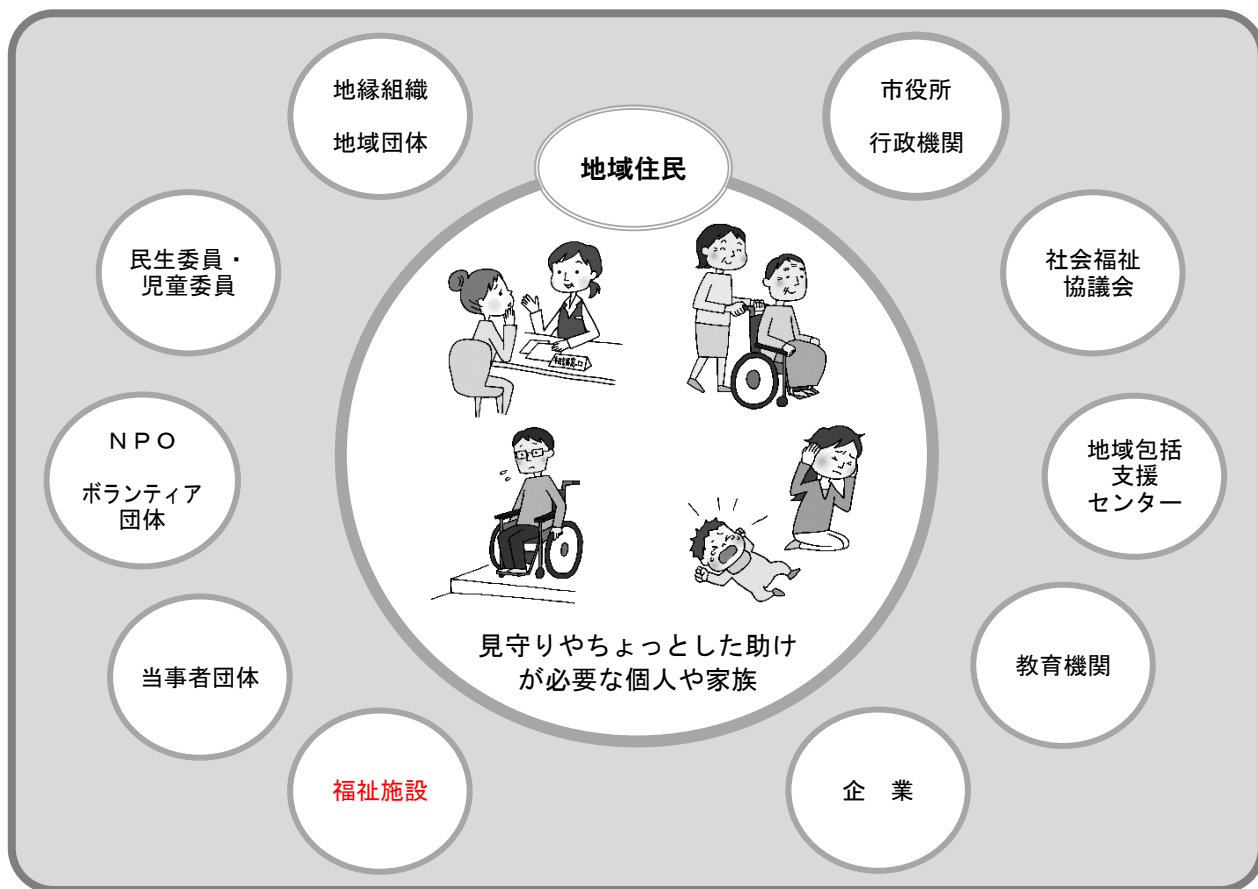 地縁組織
地域団体
市役所
行政機関
地域住民
民生委員・
児童委員
社会福祉
協議会
相談窓口
ＮＰＯ
ボランティア
団体
地域包括
支援
センター
見守りやちょっとした助け
が必要な個人や家族
当事者団体
教育機関
福祉施設
企　業